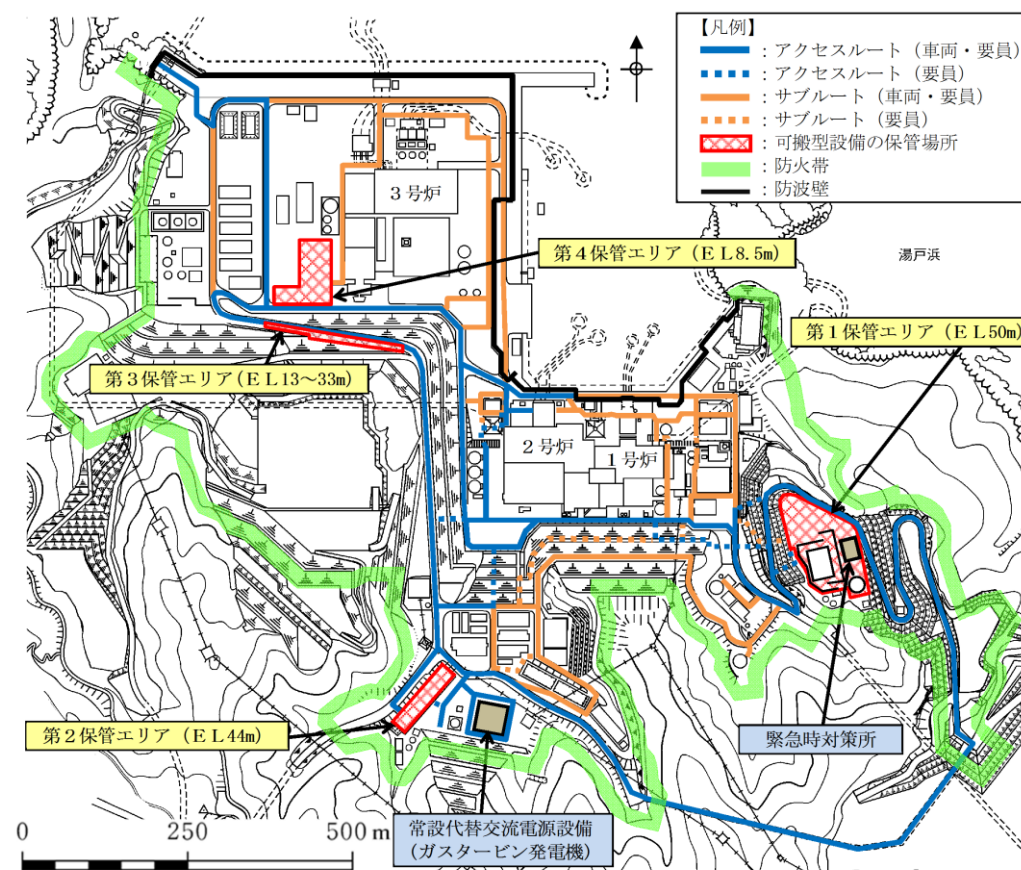 【凡例】
：アクセスルート（車両・要員）
：アクセスルート（要員）
：サブルート（車両・要員）
：サブルート（要員）
：可搬型設備の保管場所
：防火帯
：防波壁
3号炉
第4保管エリア（EL8.5m）
湯戸浜
第1保管エリア（EL50m）
第3保管エリア（EL13～33m）
2号炉
1号炉
第2保管エリア（EL44m）
緊急時対策所
常設代替交流電源設備
（ガスタービン発電機）
0 250 500 m